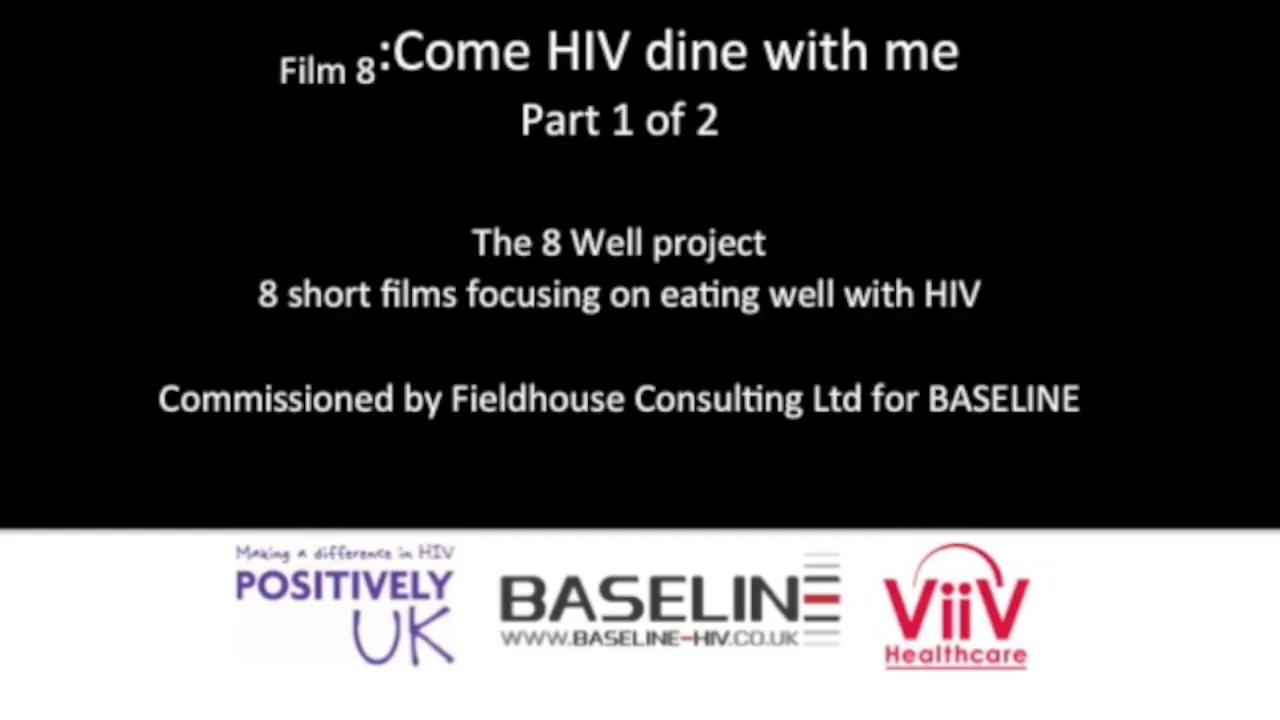 Film 8:Come HIV dine with me
Part 1 of 2
The 8 Well project
8 short films focusing on eating well with HIV
Commissioned by Fieldhouse Consulting Ltd for BASELINE
Making a difference in HIV
POSITIVELY
UK
BASELINE
WWW.BASELINE-HIV.CO.UK
ViiV
Healthcare